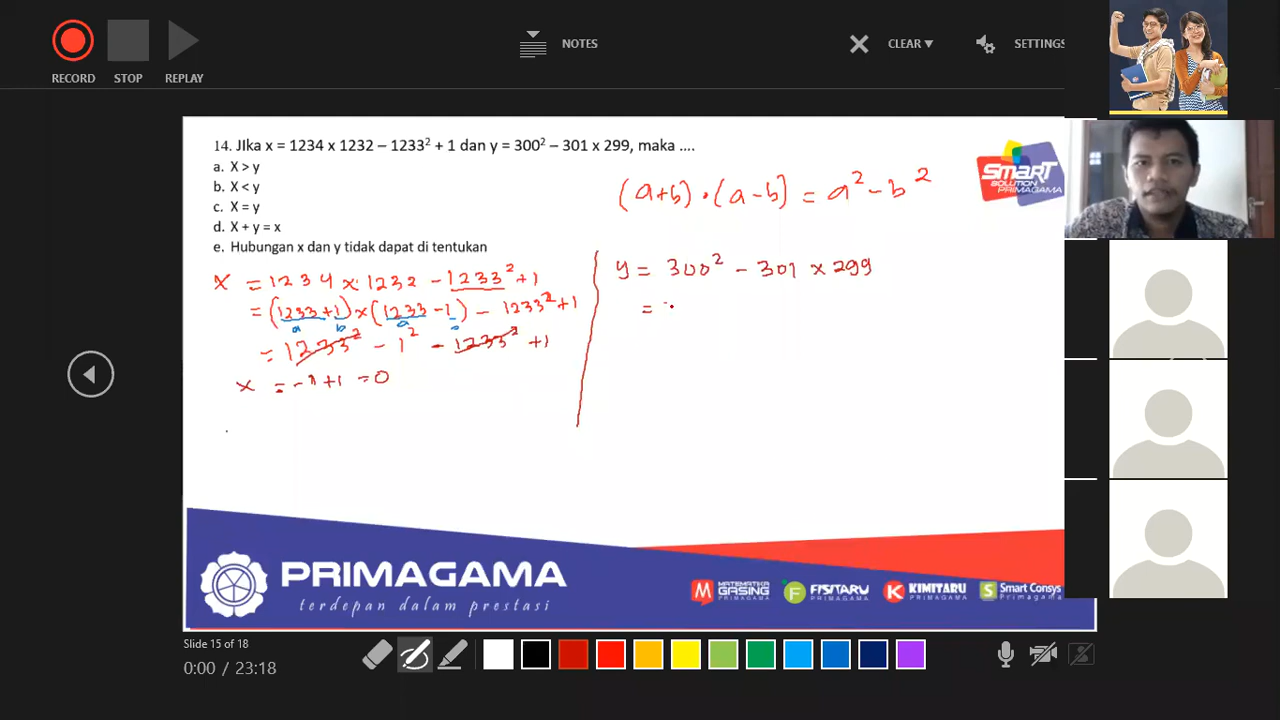 RECORD
STOP
REPLAY
NOTES
CLEAR
SETTINGS
14. JIka x = 1234 x 1232 – 1233² + 1 dan y = 300² – 301 x 299, maka ....
a. X > y
b. X < y
c. X = y
d. X + y = x
e. Hubungan x dan y tidak dapat di tentukan
(a+b) · (a-b) = a² - b²
SMART
SOLUTION
PRIMAGAMA
x = 1234 x 1232 - 1233² + 1
= (1233 + 1) x (1233 - 1) - 1233² + 1
a b a
= 1233² - 1² - 1233² + 1
x = -1 + 1 = 0
y = 300² - 301 x 299
=
PRIMAGAMA
terdepan dalam prestasi
MATEMATIKA
GASING
PRIMAGAMA
FISITARU
PRIMAGAMA
KIMITARU
PRIMAGAMA
Smart Consys
Primagama
Slide 15 of 18
0:00 / 23:18